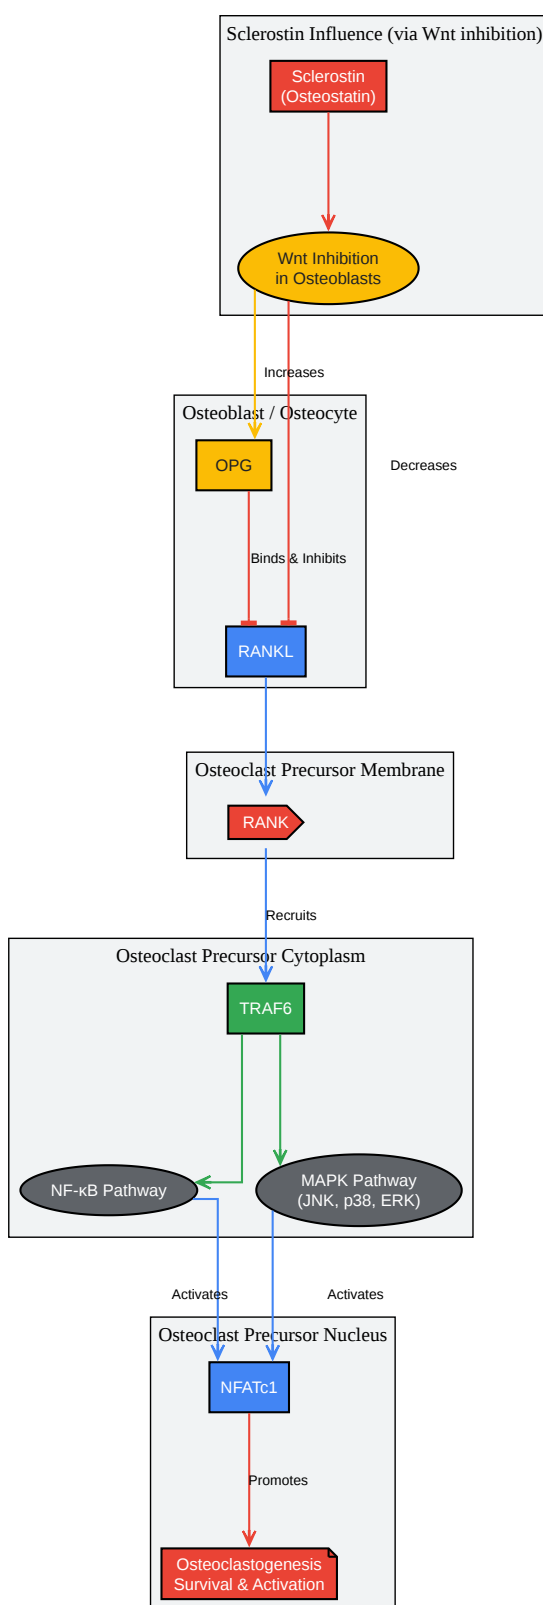 Sclerostin Influence (via Wnt inhibition)
Sclerostin
(Osteostatin)
Wnt Inhibition
in Osteoblasts
Increases
Osteoblast / Osteocyte
OPG
Decreases
Binds & Inhibits
RANKL
Osteoclast Precursor Membrane
RANK
Recruits
Osteoclast Precursor Cytoplasm
TRAF6
NF-κB Pathway
MAPK Pathway
(JNK, p38, ERK)
Activates
Activates
Osteoclast Precursor Nucleus
NFATc1
Promotes
Osteoclastogenesis
Survival & Activation